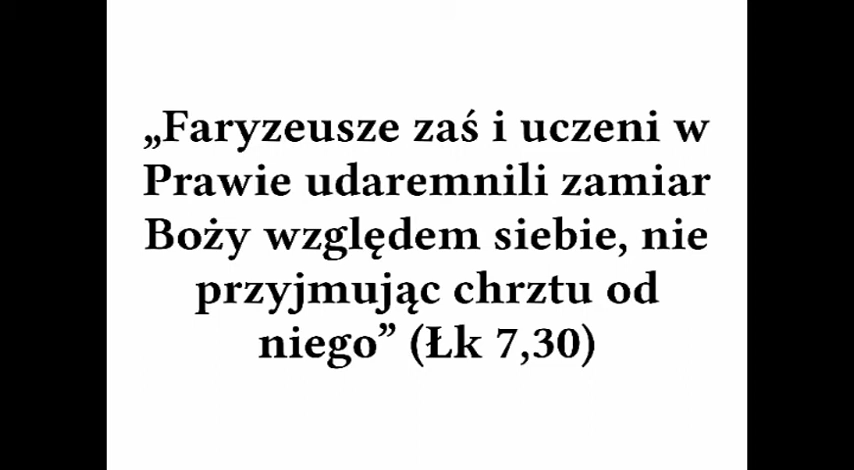 „Faryzeusze zaś i uczeni w
Prawie udaremnili zamiar
Boży względem siebie, nie
przyjmując chrztu od
niego” (Łk 7,30)